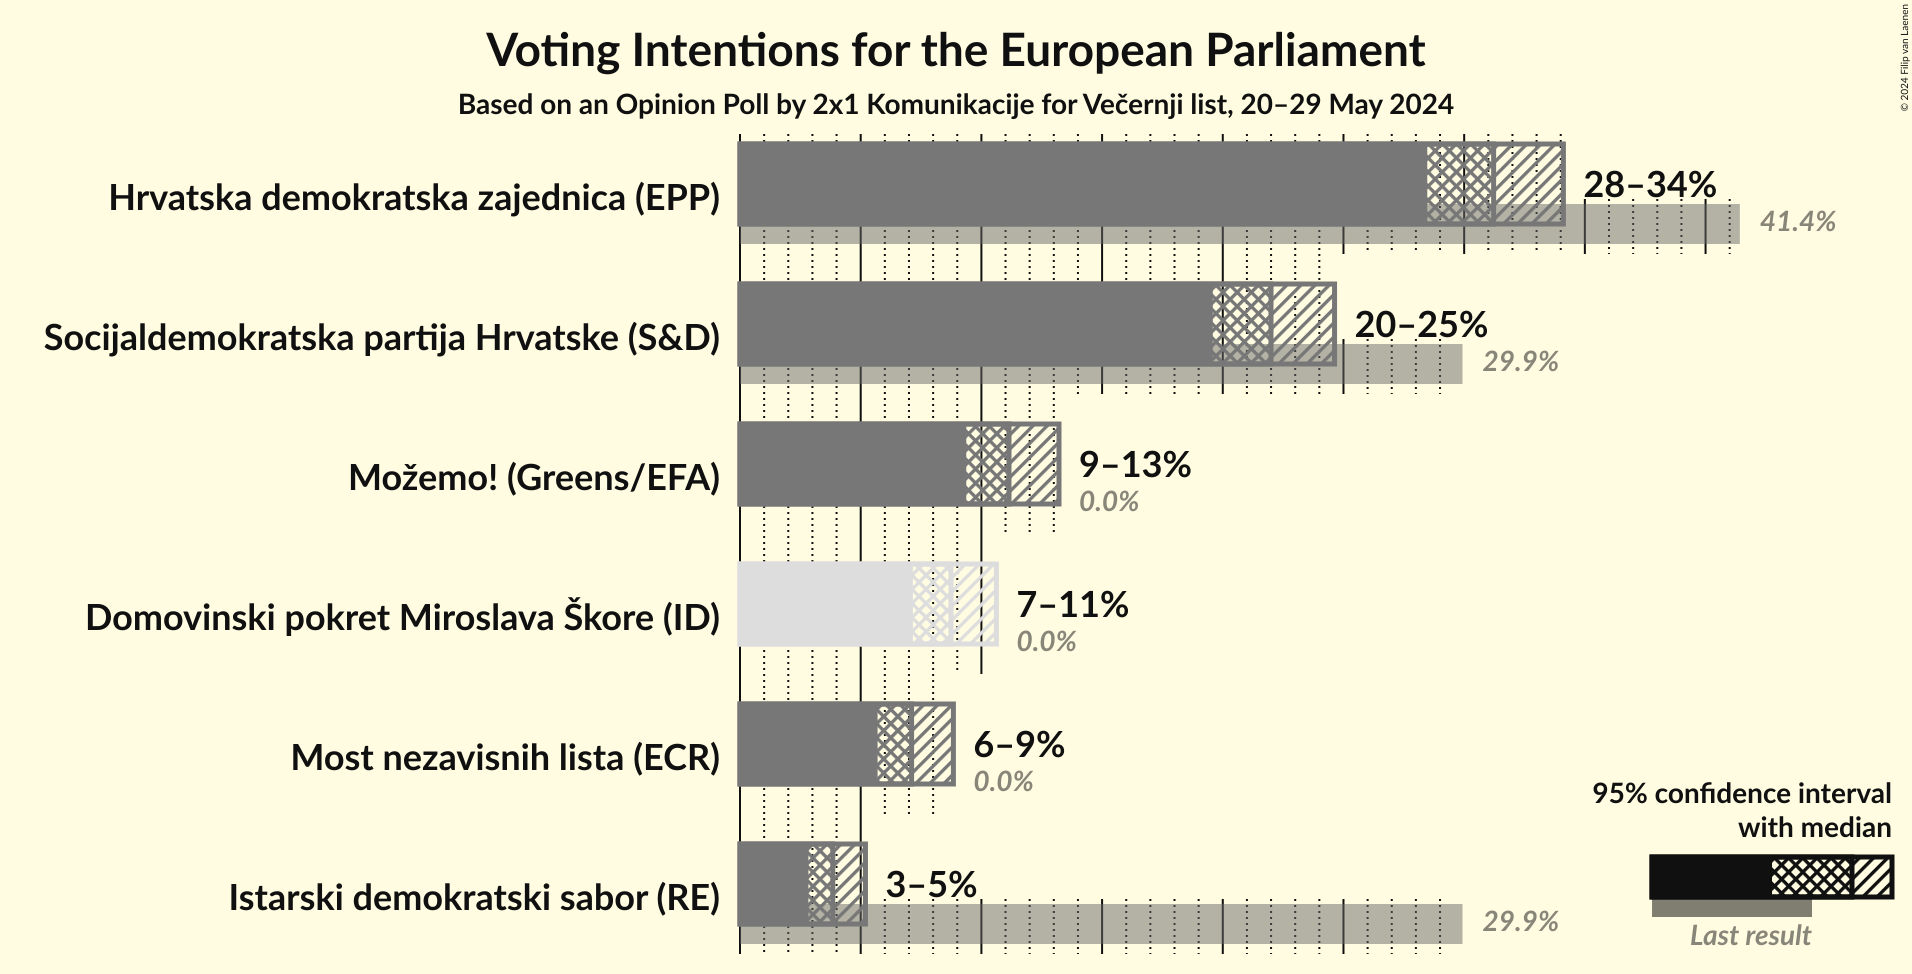 Voting Intentions for the European Parliament
Based on an Opinion Poll by 2x1 Komunikacije for Večernji list, 20–29 May 2024
© 2024 Filip van Laenen
Hrvatska demokratska zajednica (EPP)
28–34%
41.4%
Socijaldemokratska partija Hrvatske (S&D)
20–25%
29.9%
Možemo! (Greens/EFA)
9–13%
0.0%
Domovinski pokret Miroslava Škore (ID)
7–11%
0.0%
Most nezavisnih lista (ECR)
6–9%
0.0%
Istarski demokratski sabor (RE)
3–5%
29.9%
95% confidence interval
with median
Last result